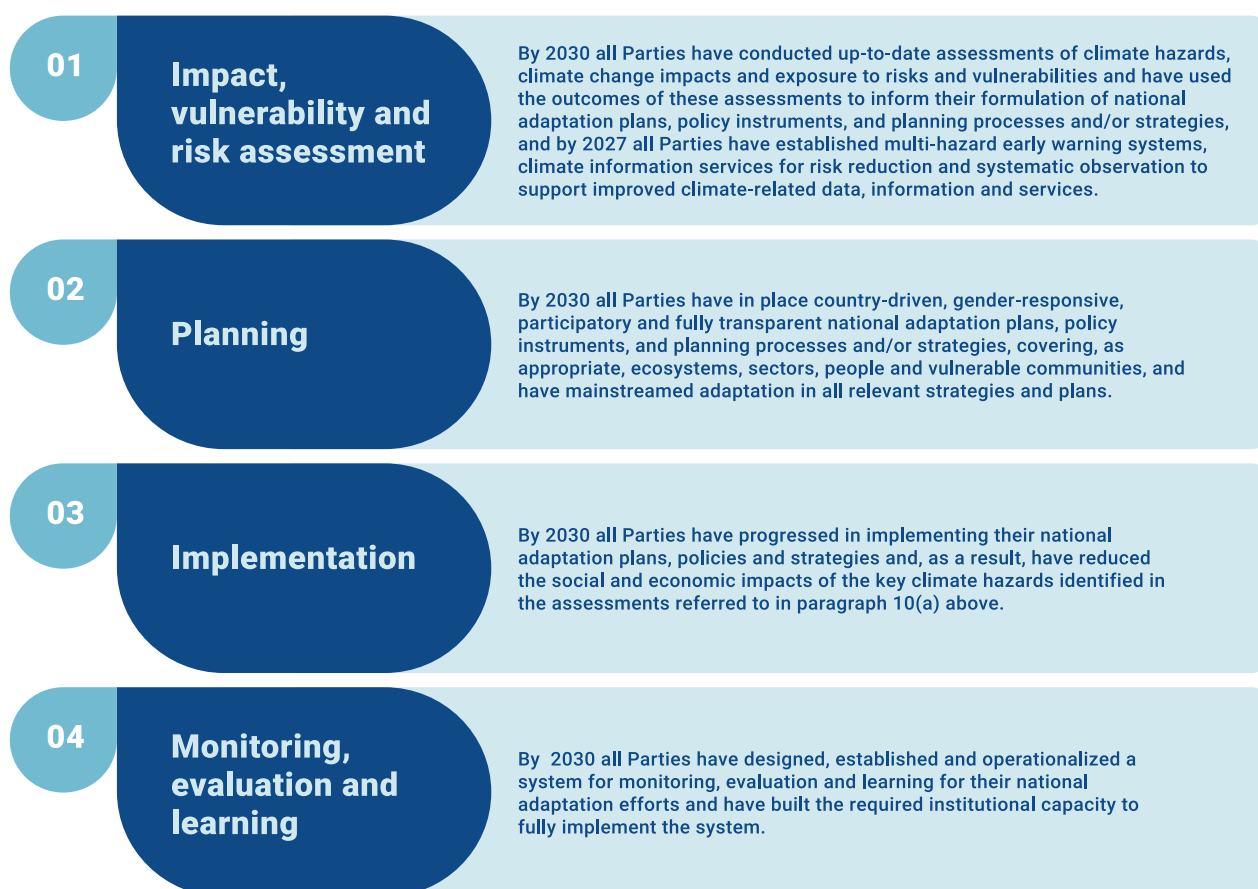 01
Impact,
vulnerability and
risk assessment
By 2030 all Parties have conducted up-to-date assessments of climate hazards,
climate change impacts and exposure to risks and vulnerabilities and have used
the outcomes of these assessments to inform their formulation of national
adaptation plans, policy instruments, and planning processes and/or strategies,
and by 2027 all Parties have established multi-hazard early warning systems,
climate information services for risk reduction and systematic observation to
support improved climate-related data, information and services.
02
Planning
By 2030 all Parties have in place country-driven, gender-responsive,
participatory and fully transparent national adaptation plans, policy
instruments, and planning processes and/or strategies, covering, as
appropriate, ecosystems, sectors, people and vulnerable communities, and
have mainstreamed adaptation in all relevant strategies and plans.
03
Implementation
By 2030 all Parties have progressed in implementing their national
adaptation plans, policies and strategies and, as a result, have reduced
the social and economic impacts of the key climate hazards identified in
the assessments referred to in paragraph 10(a) above.
04
Monitoring,
evaluation and
learning
By 2030 all Parties have designed, established and operationalized a
system for monitoring, evaluation and learning for their national
adaptation efforts and have built the required institutional capacity to
fully implement the system.